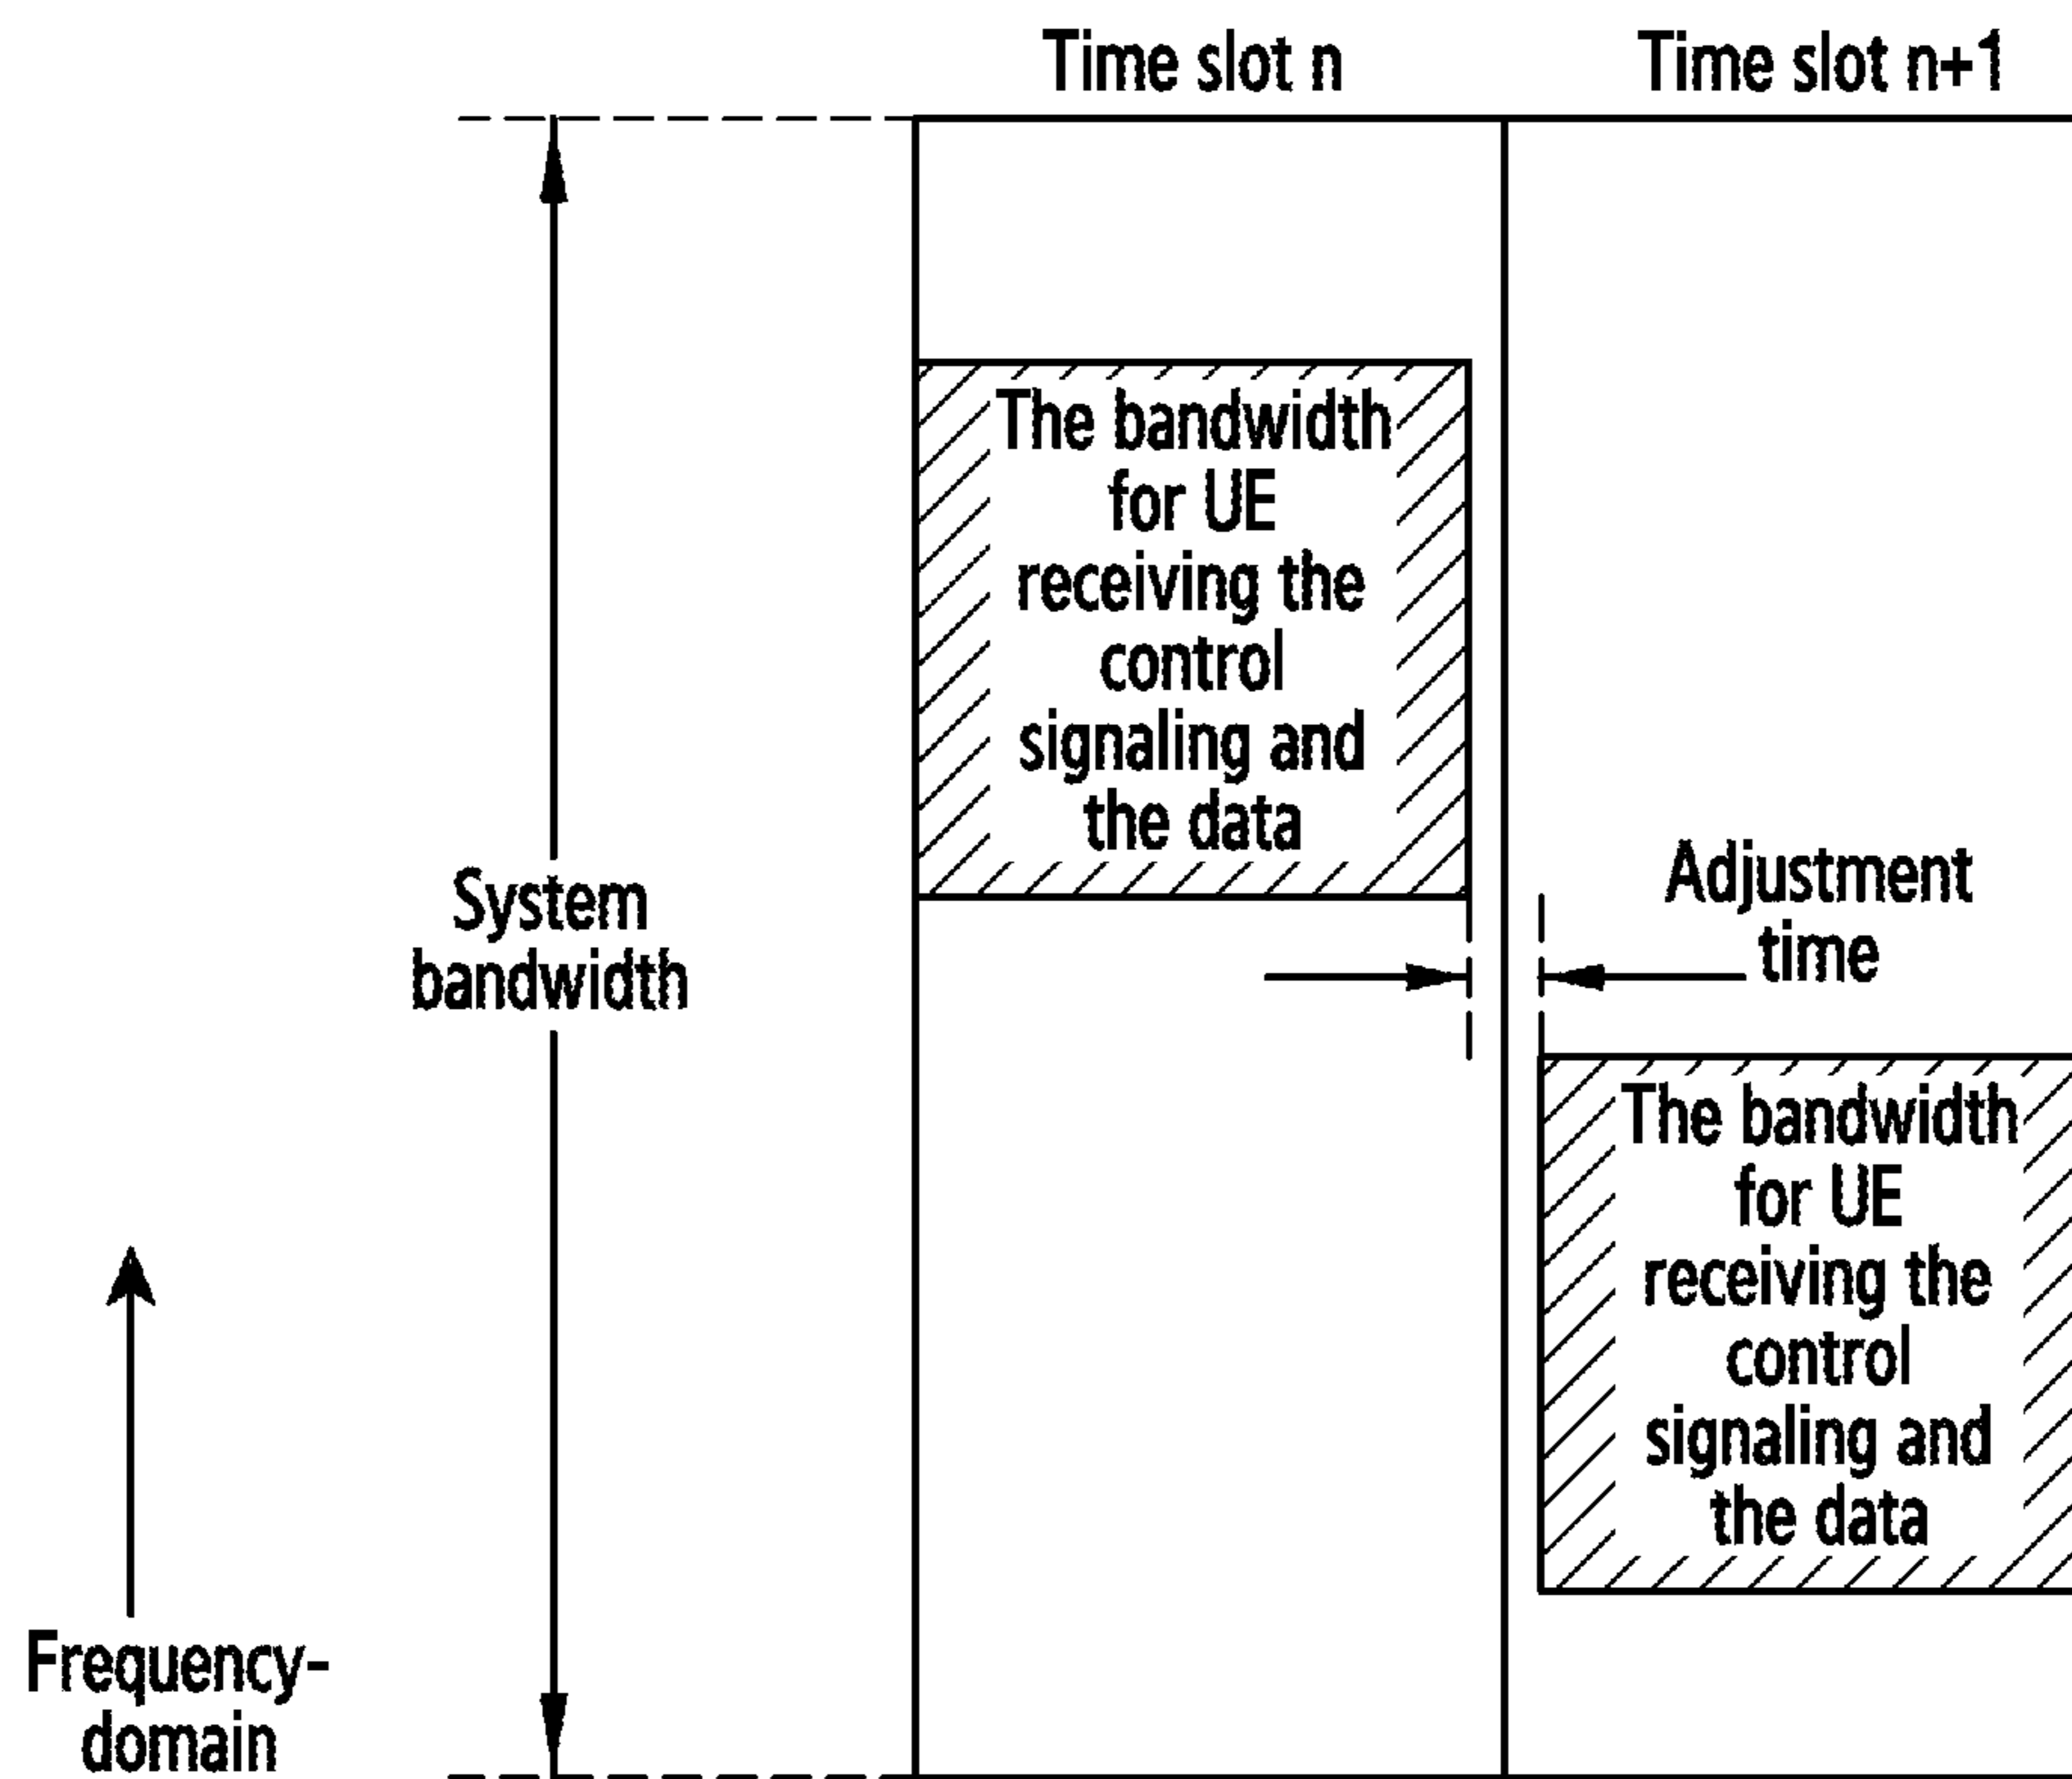 Time slot n
Time slot n+1
The bandwidth
for UE
receiving the
control
signaling and
the data
System
bandwidth
Adjustment
time
The bandwidth
for UE
receiving the
control
signaling and
the data
Frequency-
domain